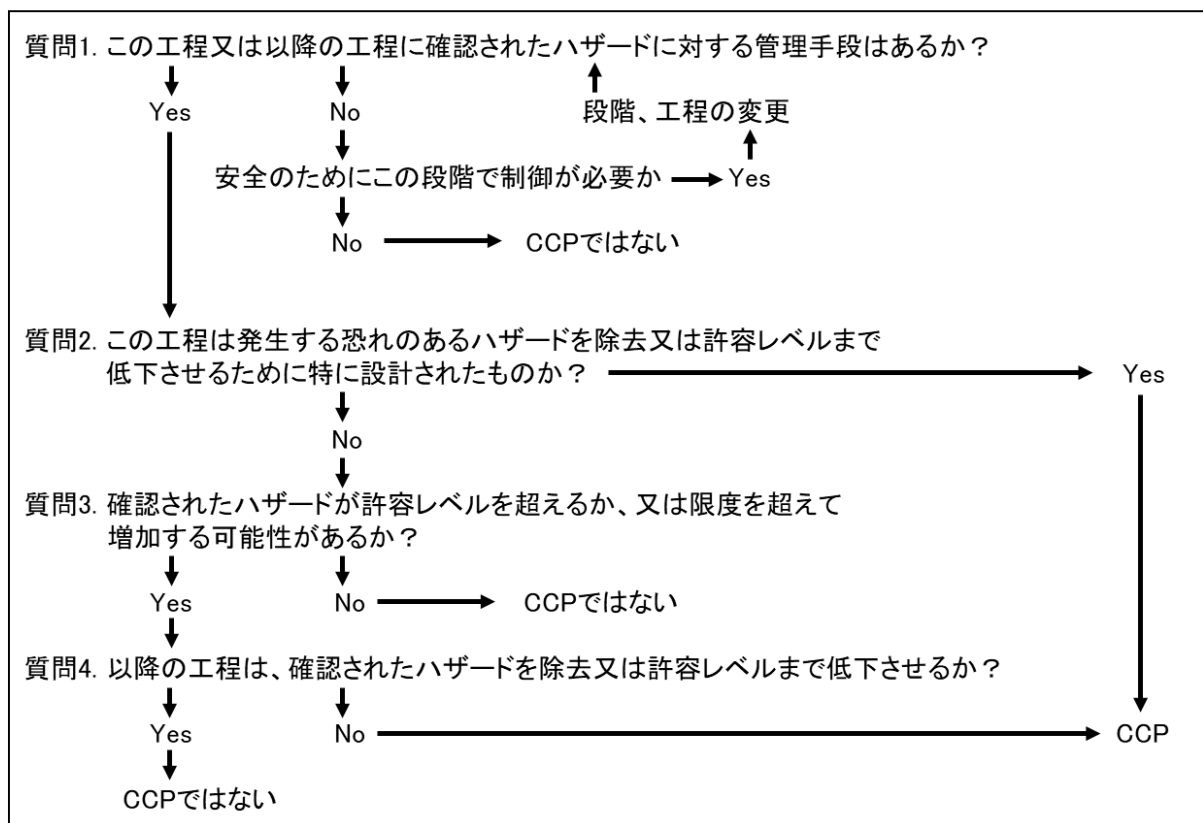 質問1. この工程又は以降の工程に確認されたハザードに対する管理手段はあるか？
Yes No 段階、工程の変更
安全のためにこの段階で制御が必要か Yes
No CCPではない
質問2. この工程は発生する恐れのあるハザードを除去又は許容レベルまで
低下させるために特に設計されたものか？ Yes
No
質問3. 確認されたハザードが許容レベルを超えるか、又は限度を超えて
増加する可能性があるか？
Yes No CCPではない
質問4. 以降の工程は、確認されたハザードを除去又は許容レベルまで低下させるか？
Yes No CCP
CCPではない